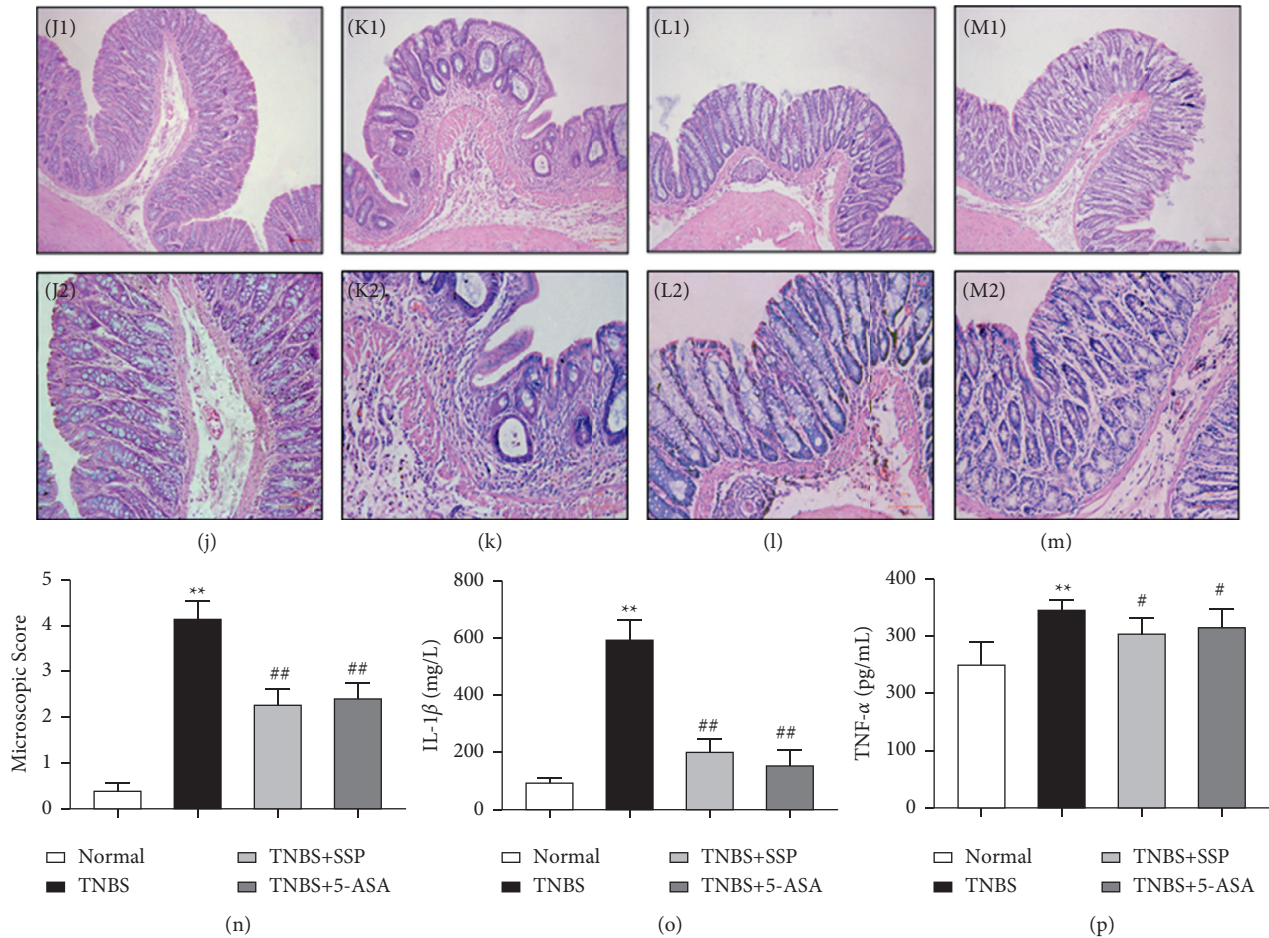 (J1) (K1) (L1) (M1)
(J2) (K2) (L2) (M2)
(j) (k) (l) (m)
Microscopic Score
5
4
3
2
1
0
**
##
##
Normal
TNBS
TNBS+SSP
TNBS+5-ASA
(n)
IL-1β (mg/L)
800
600
400
200
0
**
##
##
Normal
TNBS
TNBS+SSP
TNBS+5-ASA
(o)
TNF-α (pg/mL)
400
300
300
100
0
**
#
#
Normal
TNBS
TNBS+SSP
TNBS+5-ASA
(p)